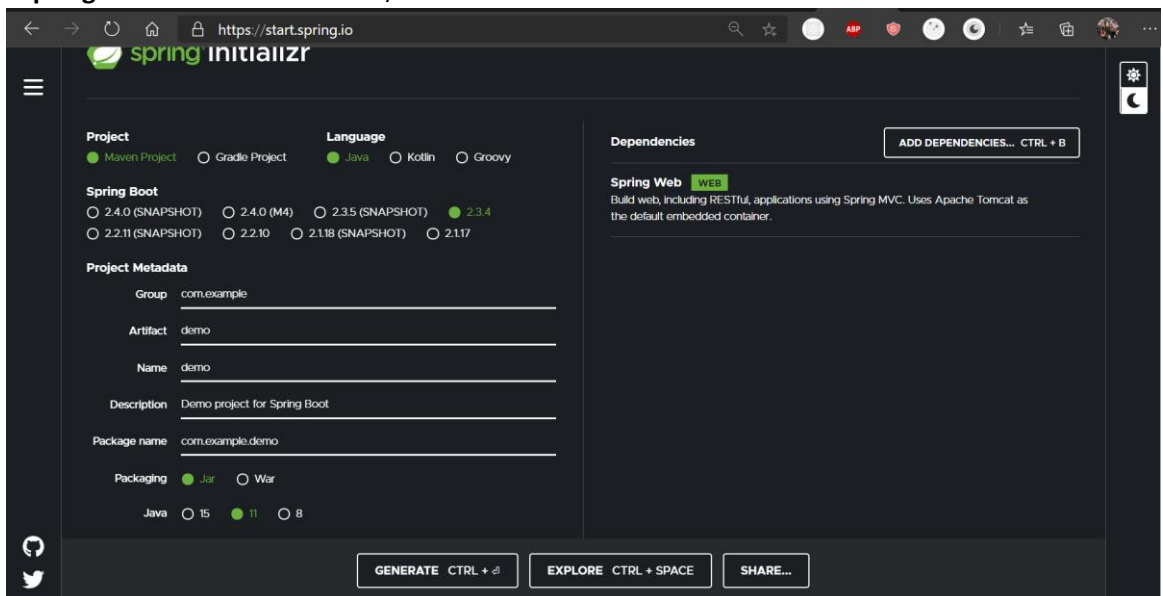 https://start.spring.io
ABP
spring initializr
Project
Maven Project Gradle Project
Language
Java Kotlin Groovy
Spring Boot
2.4.0 (SNAPSHOT) 2.4.0 (M4) 2.3.5 (SNAPSHOT) 2.3.4
2.2.11 (SNAPSHOT) 2.2.10 2.1.18 (SNAPSHOT) 2.1.17
Project Metadata
Group com.example
Artifact demo
Name demo
Description Demo project for Spring Boot
Package name com.example.demo
Packaging Jar War
Java 15 11 8
Dependencies
ADD DEPENDENCIES... CTRL + B
Spring Web WEB
Build web, including RESTful, applications using Spring MVC. Uses Apache Tomcat as
the default embedded container.
GENERATE CTRL + ⏎ EXPLORE CTRL + SPACE SHARE...